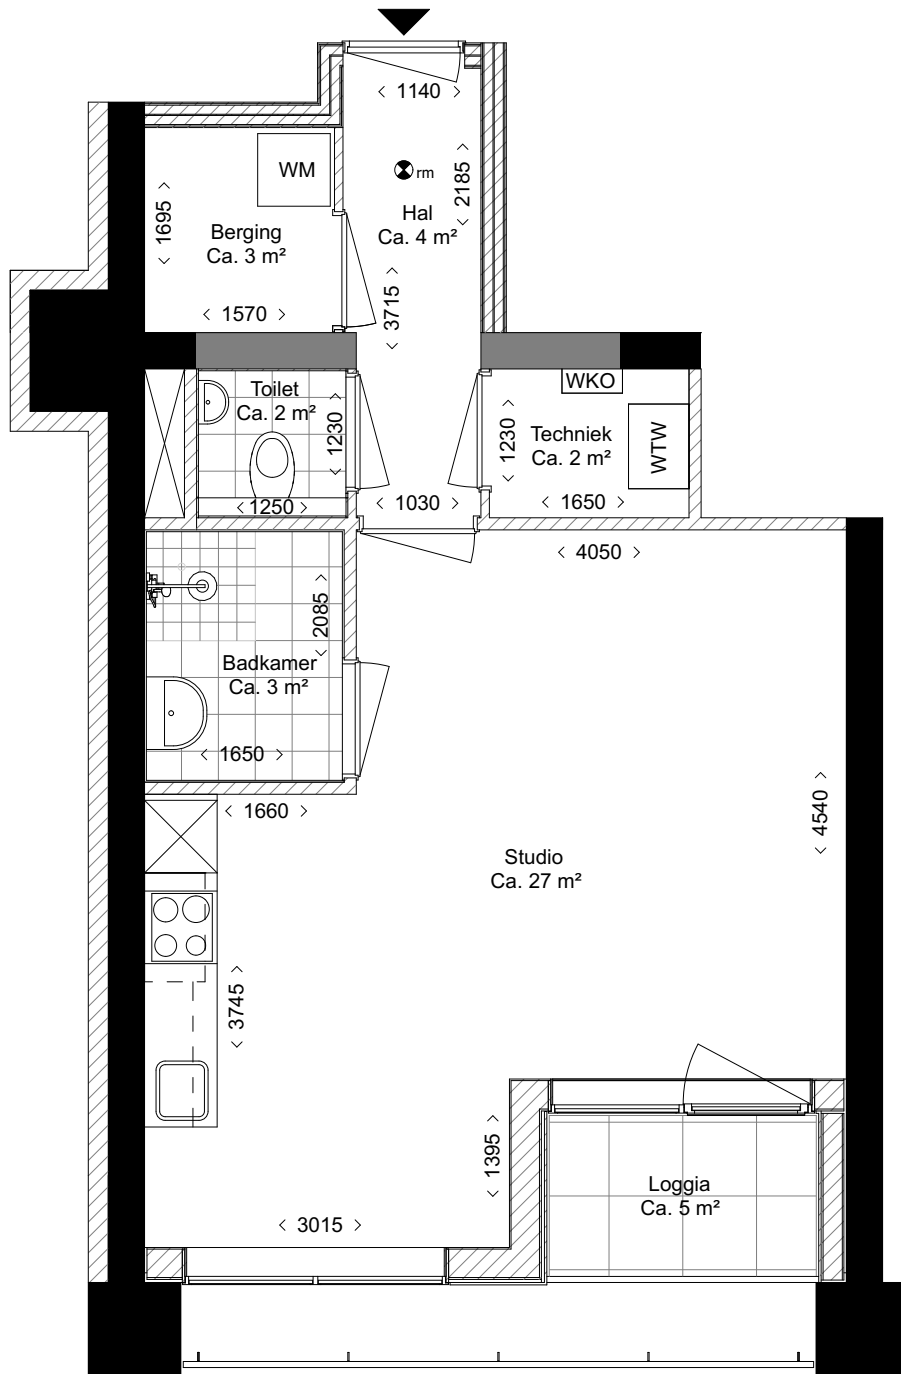 1140
WM
rm
2185
Hal
Ca. 4 m²
1695
Berging
Ca. 3 m²
3715
1570
WKO
Toilet
Ca. 2 m²
1230
1230
Techniek
Ca. 2 m²
WTW
1250
1030
1650
4050
2085
Badkamer
Ca. 3 m²
1650
1660
4540
Studio
Ca. 27 m²
3745
1395
Loggia
Ca. 5 m²
3015